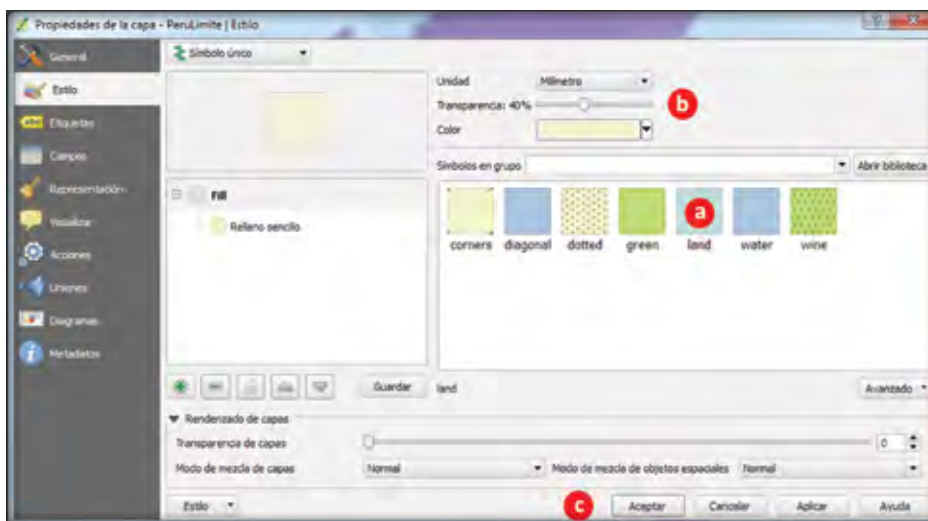 Propiedades de la capa - PeruLimite | Estilo
General
Estilo
Etiquetas
Campos
Representación
Visualizar
Acciones
Uniones
Diagramas
Metadatos
Símbolo único
Unidad Milímetro
Transparencia: 40%
b
Color
Símbolos en grupo Abrir biblioteca
Fill
Relleno sencillo
a
corners diagonal dotted green land water wine
Guardar land Avanzado
Renderizado de capas
Transparencia de capas 0
Modo de mezcla de capas Normal Modo de mezcla de objetos espaciales Normal
Estilo c Aceptar Cancelar Aplicar Ayuda